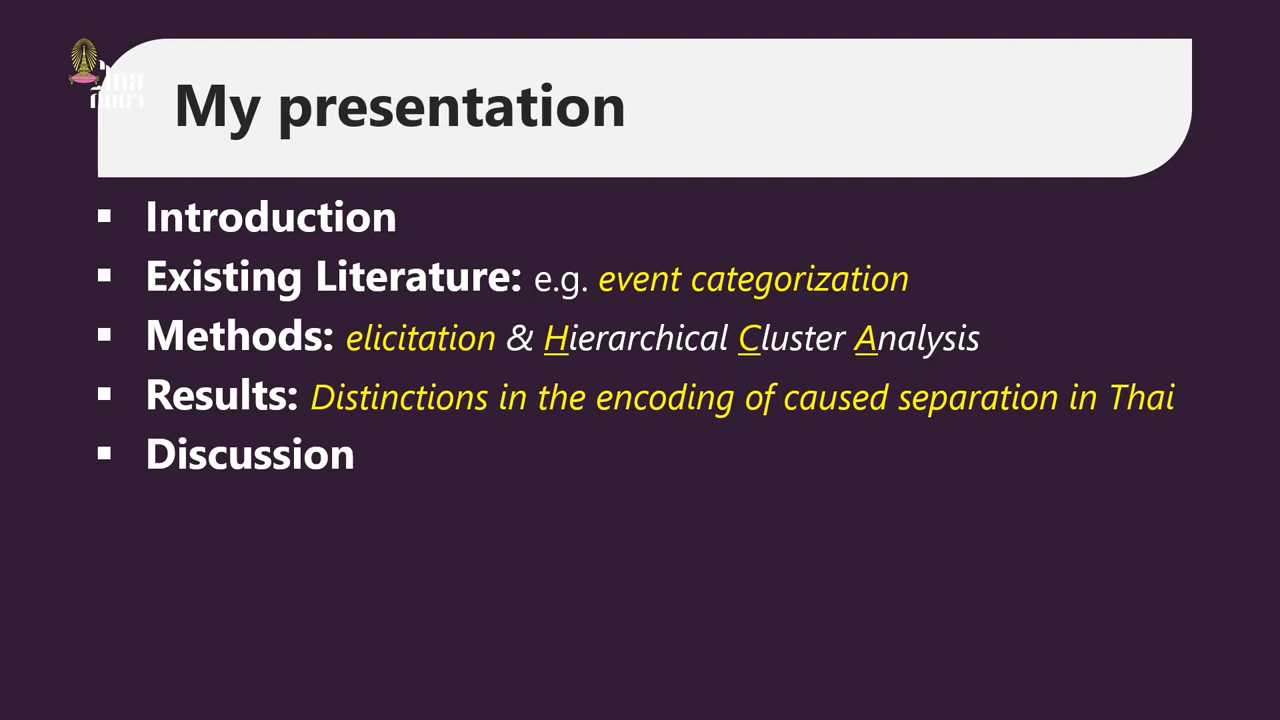 My presentation
▪ Introduction
▪ Existing Literature: e.g. event categorization
▪ Methods: elicitation & Hierarchical Cluster Analysis
▪ Results: Distinctions in the encoding of caused separation in Thai
▪ Discussion